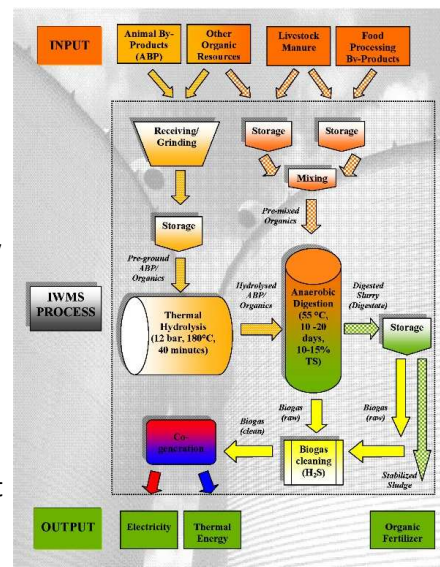 INPUT
Animal By-
Products
(ABP)
Other
Organic
Resources
Livestock
Manure
Food
Processing
By-Products
Receiving/
Grinding
Storage
Storage
Mixing
Storage
Pre-mixed
Organics
Pre-ground
ABP/
Organics
IWMS
PROCESS
Thermal
Hydrolysis
(12 bar, 180°C,
40 minutes)
Hydrolysed
ABP/
Organics
Anaerobic
Digestion
(55 °C,
10 -20
days,
10-15%
TS)
Digested
Slurry
(Digestate)
Storage
Biogas
(clean)
Biogas
(raw)
Biogas
(raw)
Co-
generation
Biogas
cleaning
(H₂S)
Stabilized
Sludge
OUTPUT
Electricity
Thermal
Energy
Organic
Fertilizer